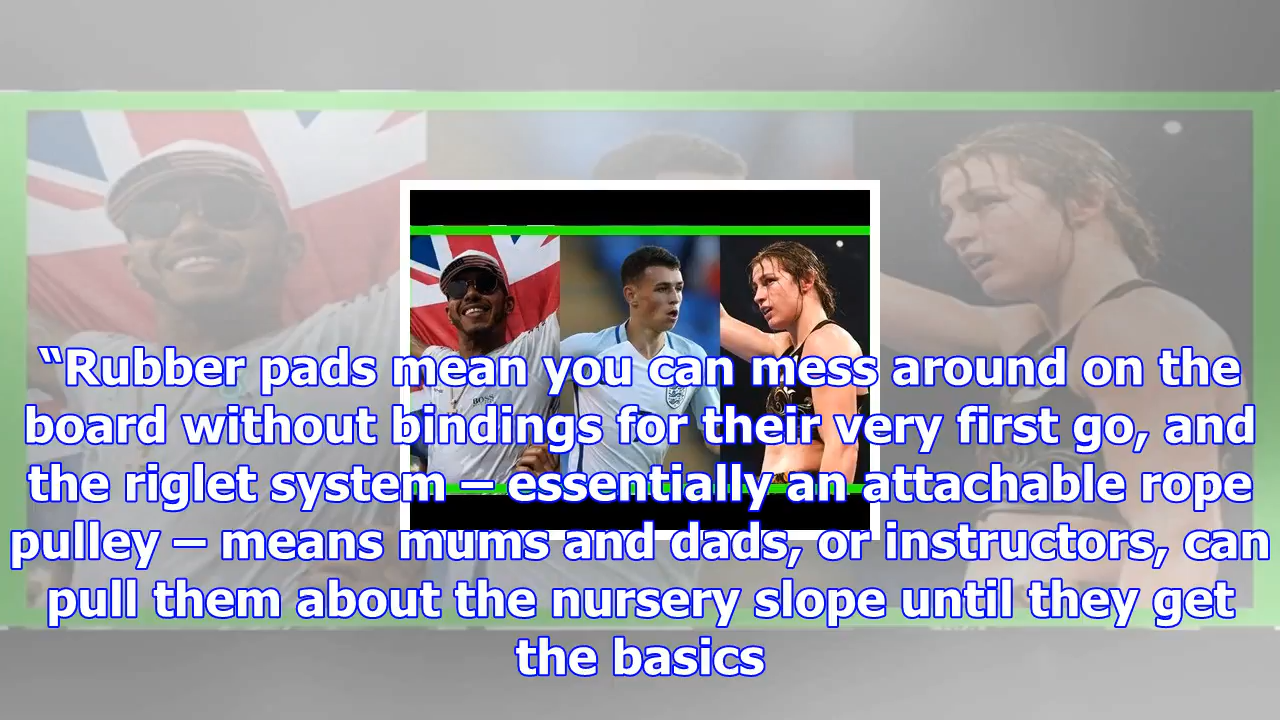 BOSS
“Rubber pads mean you can mess around on the
board without bindings for their very first go, and
the riglet system – essentially an attachable rope
pulley – means mums and dads, or instructors, can
pull them about the nursery slope until they get
the basics